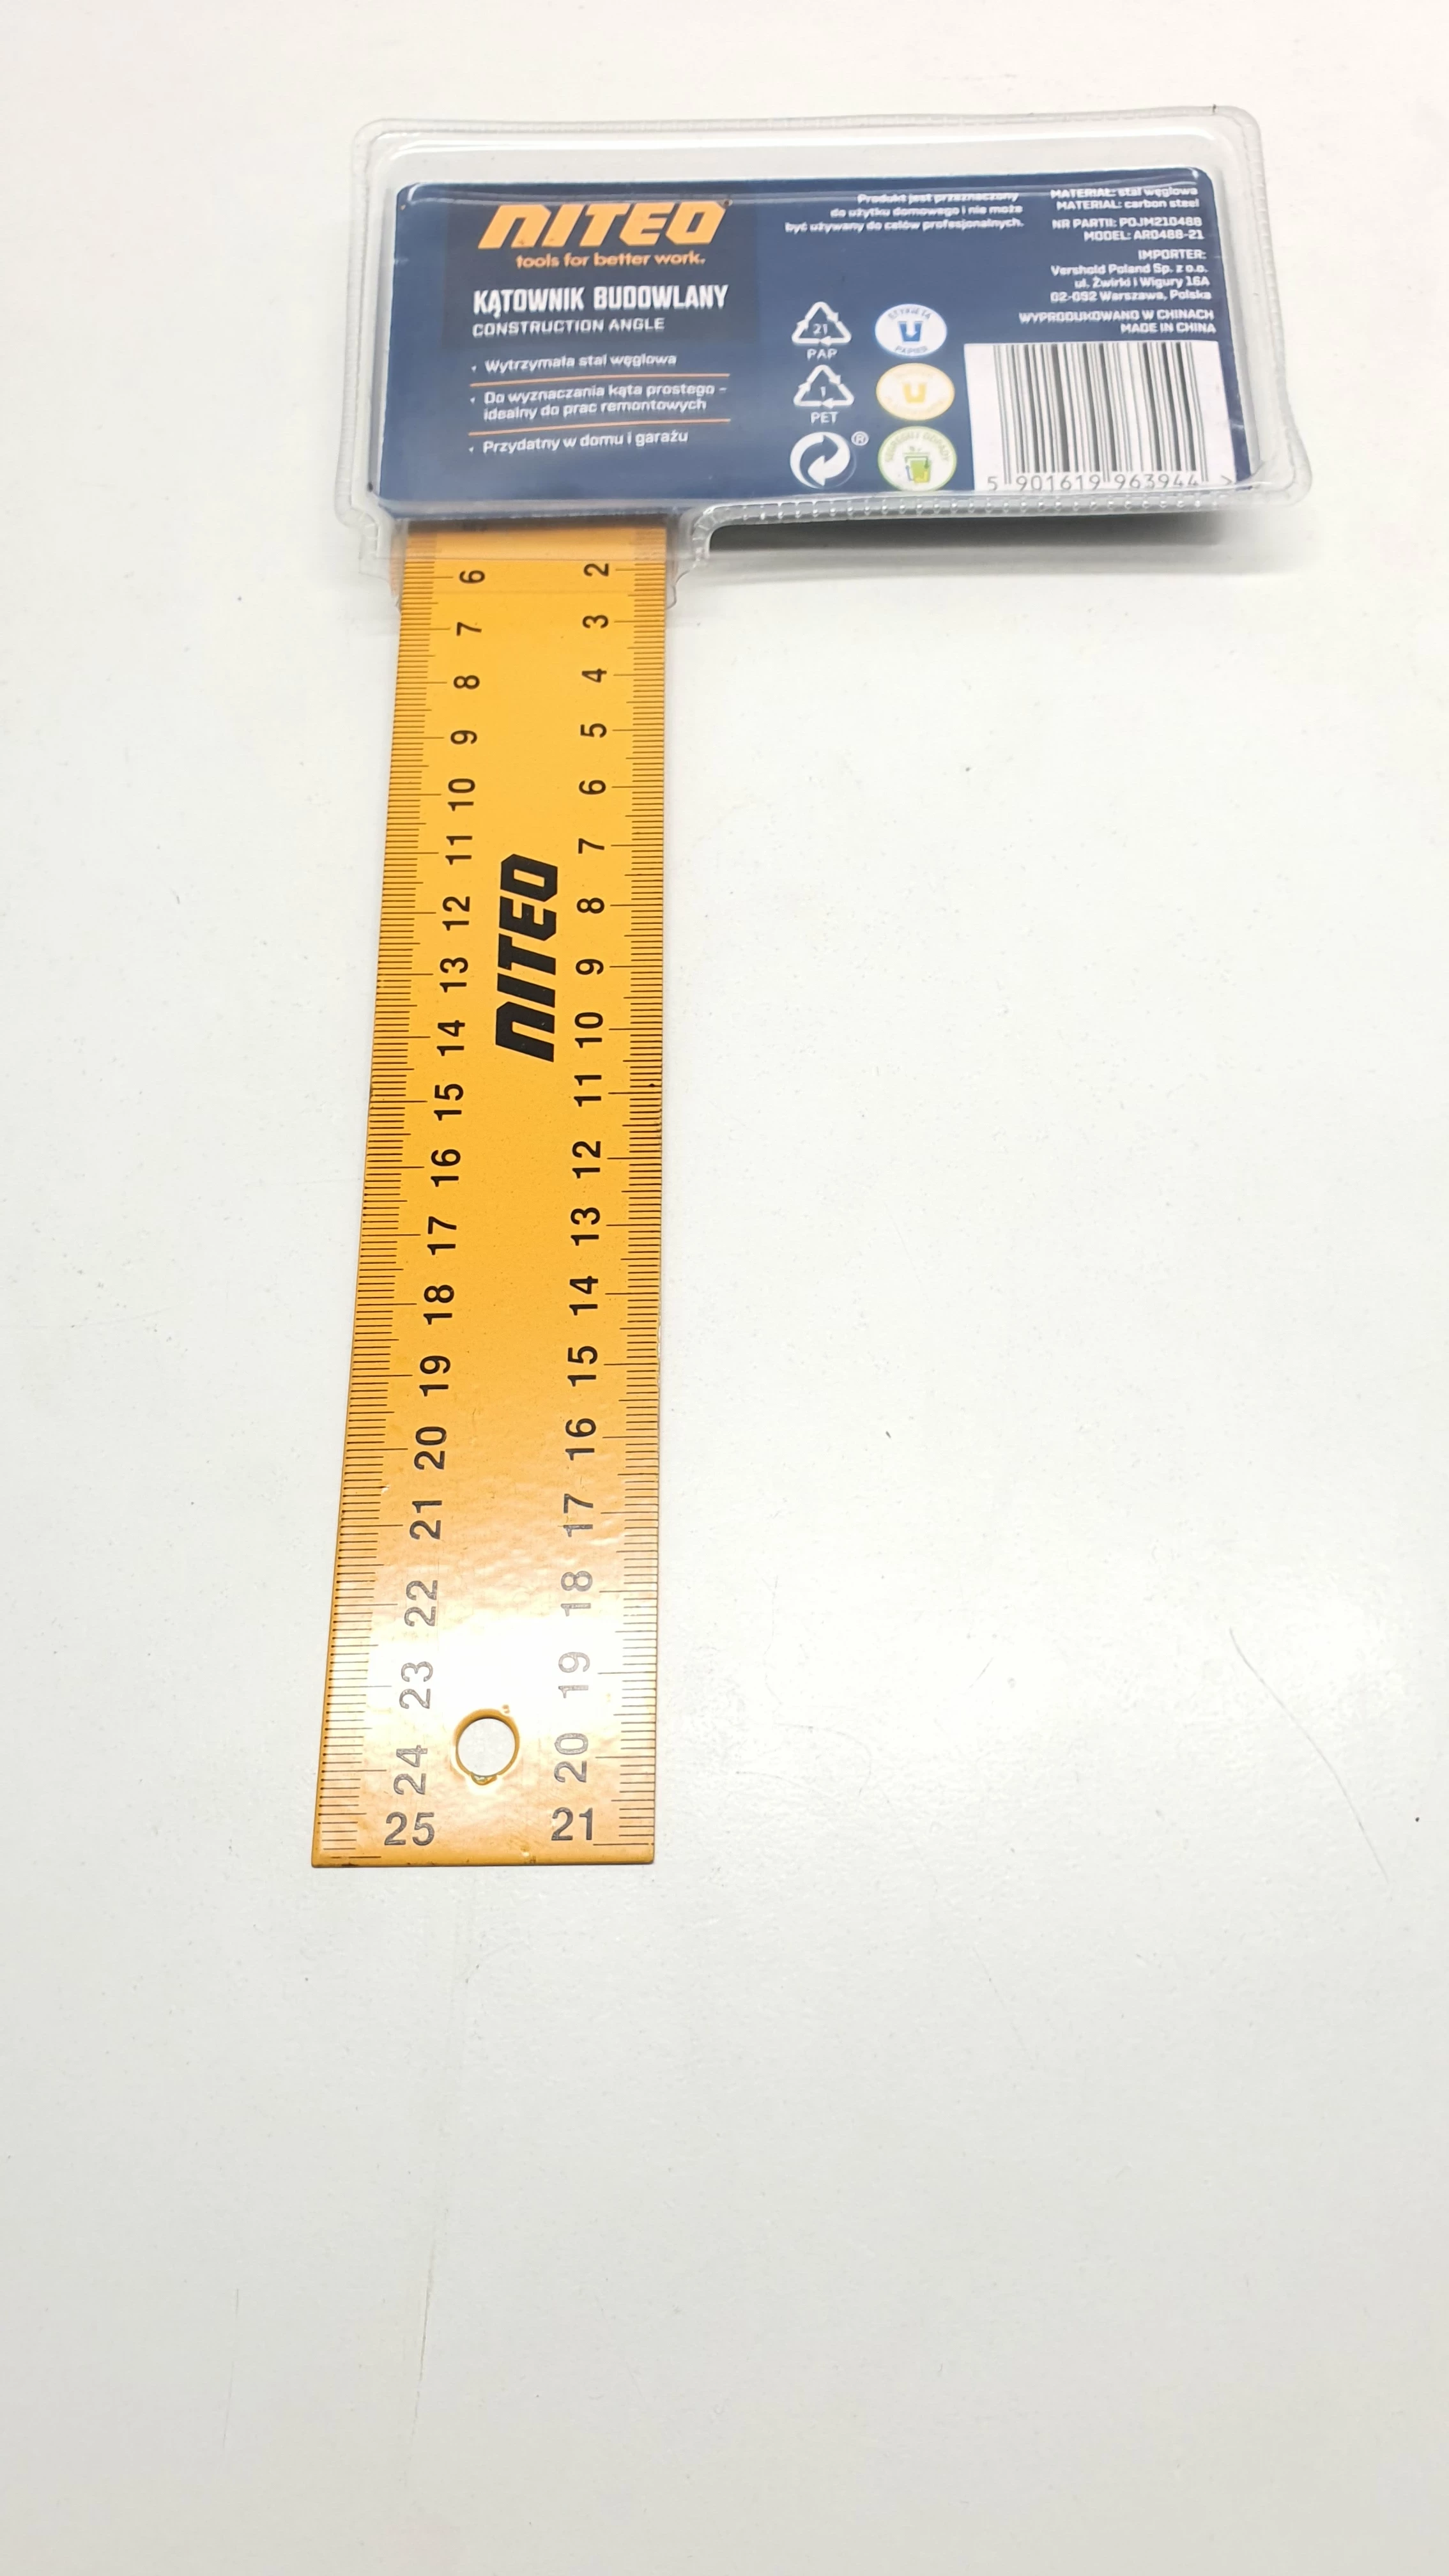 NITEO
tools for better work.
KĄTOWNIK BUDOWLANY
CONSTRUCTION ANGLE
Wytrzymała stal węglowa
Do wyznaczania kąta prostego –
idealny do prac remontowych
Przydatny w domu i garażu
Produkt jest przeznaczony
do użytku domowego i nie może
być używany do celów profesjonalnych.
21
PAP
1
PET
®
PAPIER
MATERIAŁ: stal węglowa
MATERIAL: carbon steel
NR PARTII: POJM210488
MODEL: AR0488-21
IMPORTER:
Vershold Poland Sp. z o.o.
ul. Żwirki i Wigury 16A
02-092 Warszawa, Polska
WYPRODUKOWANO W CHINACH
MADE IN CHINA
5 901619 963944 >
6 7 8 9 10 11 12 13 14 15 16 17 18 19 20 21 22 23 24 25
NITEO
2 3 4 5 6 7 8 9 10 11 12 13 14 15 16 17 18 19 20 21